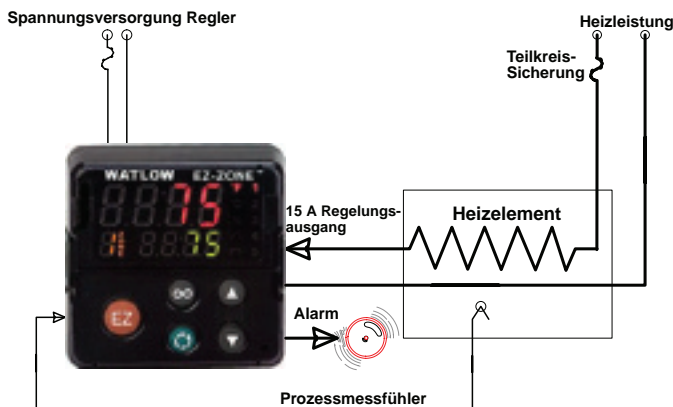 Spannungsversorgung Regler
Heizleistung
Teilkreis-
Sicherung
WATLOW EZ-ZONE
75
75
15 A Regelungs-
ausgang
Heizelement
EZ
Alarm
Prozessmessfühler